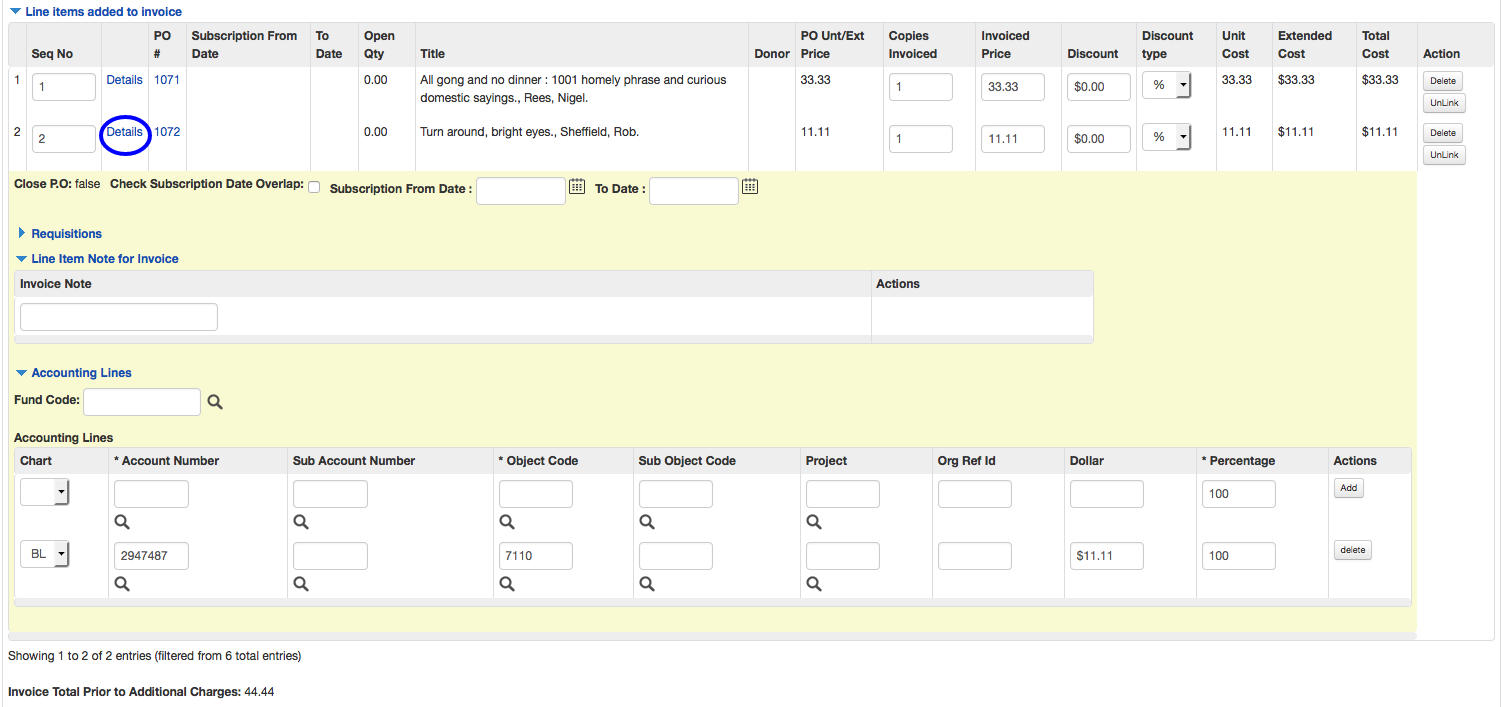 Line items added to invoice
Seq No PO # Subscription From Date To Date Open Qty Title Donor PO Unt/Ext Price Copies Invoiced Invoiced Price Discount Discount type Unit Cost Extended Cost Total Cost Action
1 1 Details 1071 0.00 All gong and no dinner : 1001 homely phrase and curious domestic sayings., Rees, Nigel. 33.33 1 33.33 $0.00 % 33.33 $33.33 $33.33 Delete
UnLink
2 2 Details 1072 0.00 Turn around, bright eyes., Sheffield, Rob. 11.11 1 11.11 $0.00 % 11.11 $11.11 $11.11 Delete
UnLink
Close P.O: false Check Subscription Date Overlap: Subscription From Date : To Date :
Requisitions
Line Item Note for Invoice
Invoice Note Actions
Accounting Lines
Fund Code:
Accounting Lines
Chart * Account Number Sub Account Number * Object Code Sub Object Code Project Org Ref Id Dollar * Percentage Actions
100 Add
BL 2947487 7110 $11.11 100 delete
Showing 1 to 2 of 2 entries (filtered from 6 total entries)
Invoice Total Prior to Additional Charges: 44.44